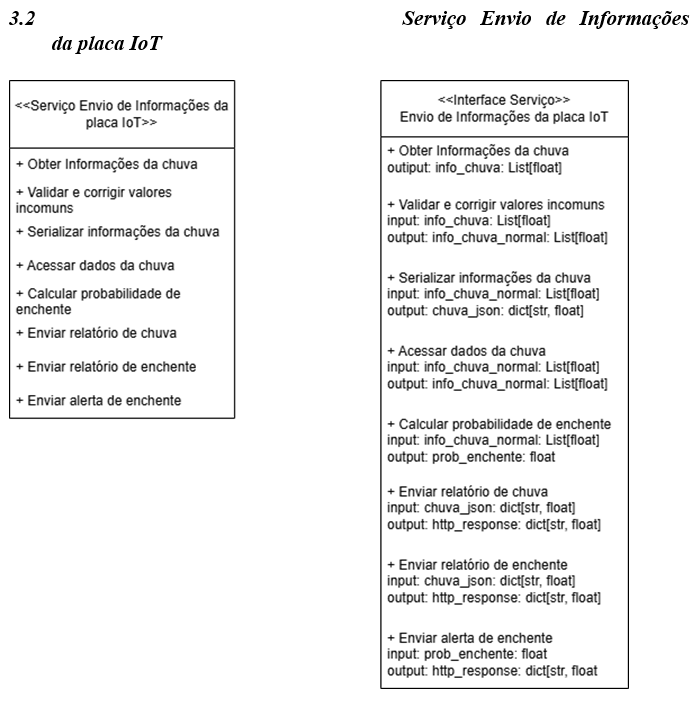 3.2 Serviço Envio de Informações
da placa IoT
<<Serviço Envio de Informações da
placa IoT>>
+ Obter Informações da chuva
+ Validar e corrigir valores
incomuns
+ Serializar informações da chuva
+ Acessar dados da chuva
+ Calcular probabilidade de
enchente
+ Enviar relatório de chuva
+ Enviar relatório de enchente
+ Enviar alerta de enchente
<<Interface Serviço>>
Envio de Informações da placa IoT
+ Obter Informações da chuva
outiput: info_chuva: List[float]
+ Validar e corrigir valores incomuns
input: info_chuva: List[float]
output: info_chuva_normal: List[float]
+ Serializar informações da chuva
input: info_chuva_normal: List[float]
output: chuva_json: dict[str, float]
+ Acessar dados da chuva
input: info_chuva_normal: List[float]
output: info_chuva_normal: List[float]
+ Calcular probabilidade de enchente
input: info_chuva_normal: List[float]
output: prob_enchente: float
+ Enviar relatório de chuva
input: chuva_json: dict[str, float]
output: http_response: dict[str, float]
+ Enviar relatório de enchente
input: chuva_json: dict[str, float]
output: http_response: dict[str, float]
+ Enviar alerta de enchente
input: prob_enchente: float
output: http_response: dict[str, float